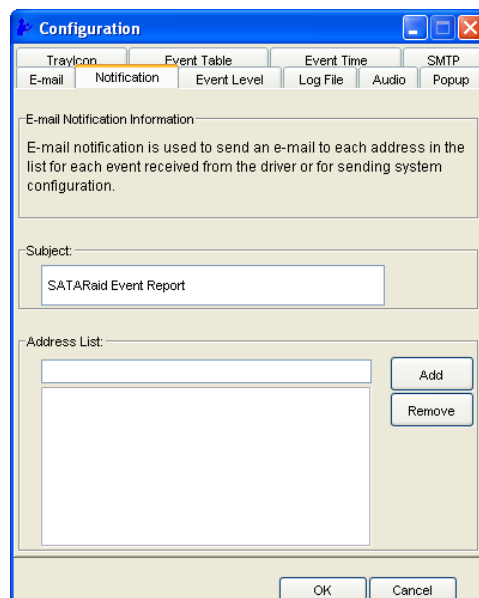 Configuration
TrayIcon Event Table Event Time SMTP
E-mail Notification Event Level Log File Audio Popup
E-mail Notification Information
E-mail notification is used to send an e-mail to each address in the
list for each event received from the driver or for sending system
configuration.
Subject:
SATARaid Event Report
Address List:
Add
Remove
OK Cancel